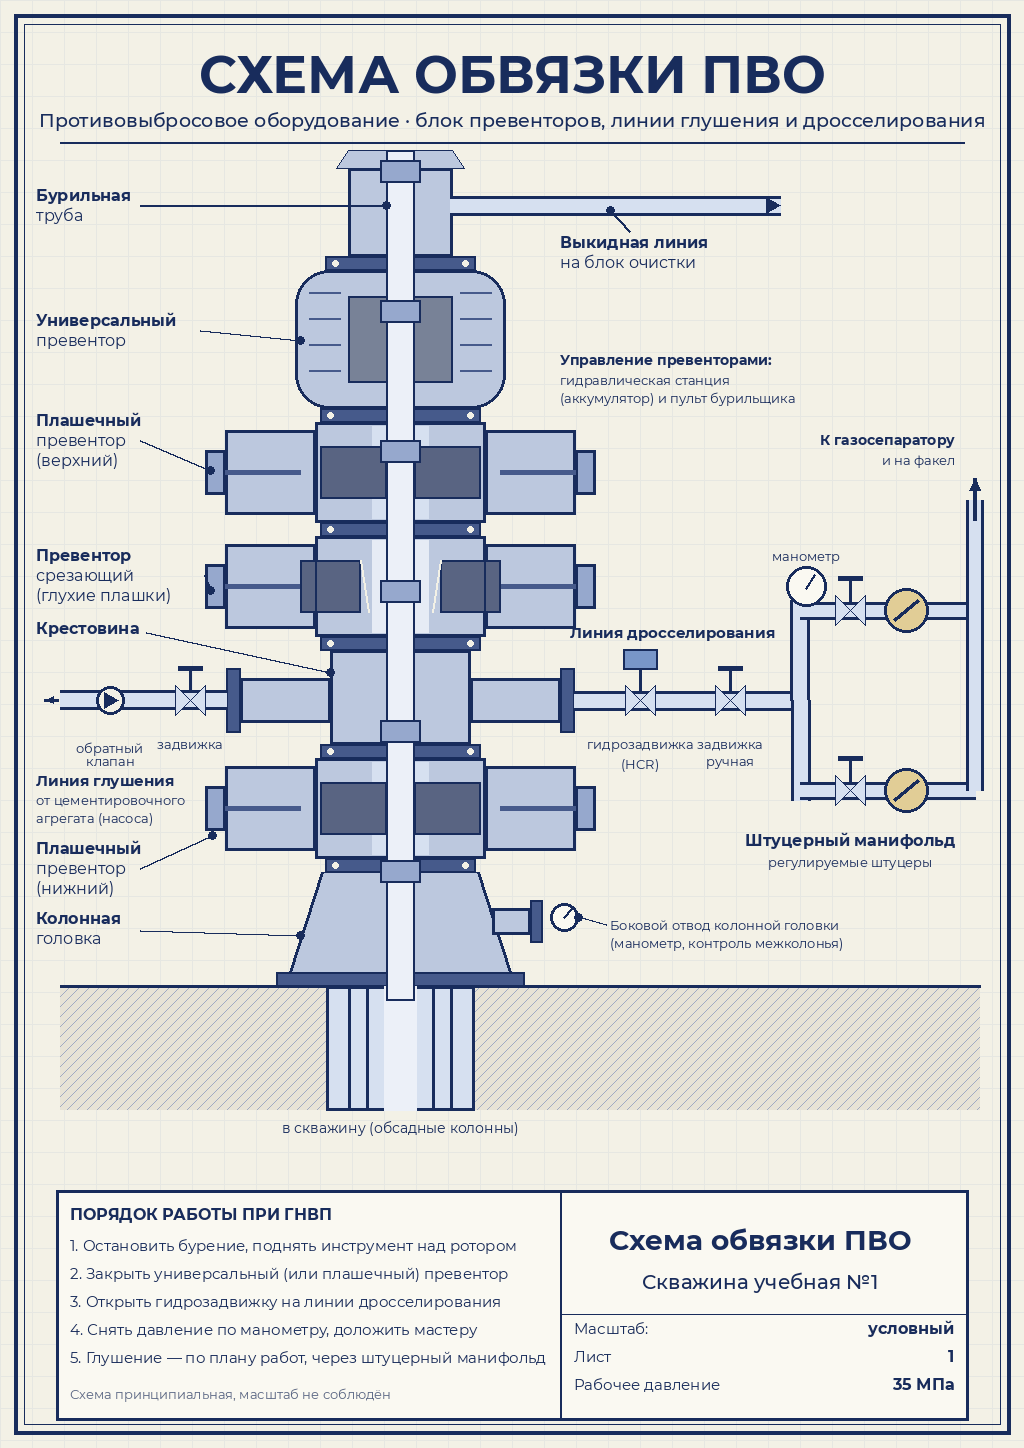 СХЕМА ОБВЯЗКИ ПВО
Противовыбросовое оборудование · блок превенторов, линии глушения и дросселирования
Бурильная
труба
Выкидная линия
на блок очистки
Универсальный
превентор
Управление превенторами:
гидравлическая станция
(аккумулятор) и пульт бурильщика
Плашечный
превентор
(верхний)
К газосепаратору
и на факел
Превентор
срезающий
(глухие плашки)
манометр
Крестовина
Линия дросселирования
обратный
клапан
задвижка
гидрозадвижка
(HCR)
задвижка
ручная
Линия глушения
от цементировочного
агрегата (насоса)
Плашечный
превентор
(нижний)
Штуцерный манифольд
регулируемые штуцеры
Колонная
головка
Боковой отвод колонной головки
(манометр, контроль межколонья)
в скважину (обсадные колонны)
ПОРЯДОК РАБОТЫ ПРИ ГНВП
1. Остановить бурение, поднять инструмент над ротором
2. Закрыть универсальный (или плашечный) превентор
3. Открыть гидрозадвижку на линии дросселирования
4. Снять давление по манометру, доложить мастеру
5. Глушение — по плану работ, через штуцерный манифольд
Схема принципиальная, масштаб не соблюдён
Схема обвязки ПВО
Скважина учебная №1
Масштаб: условный
Лист 1
Рабочее давление 35 МПа